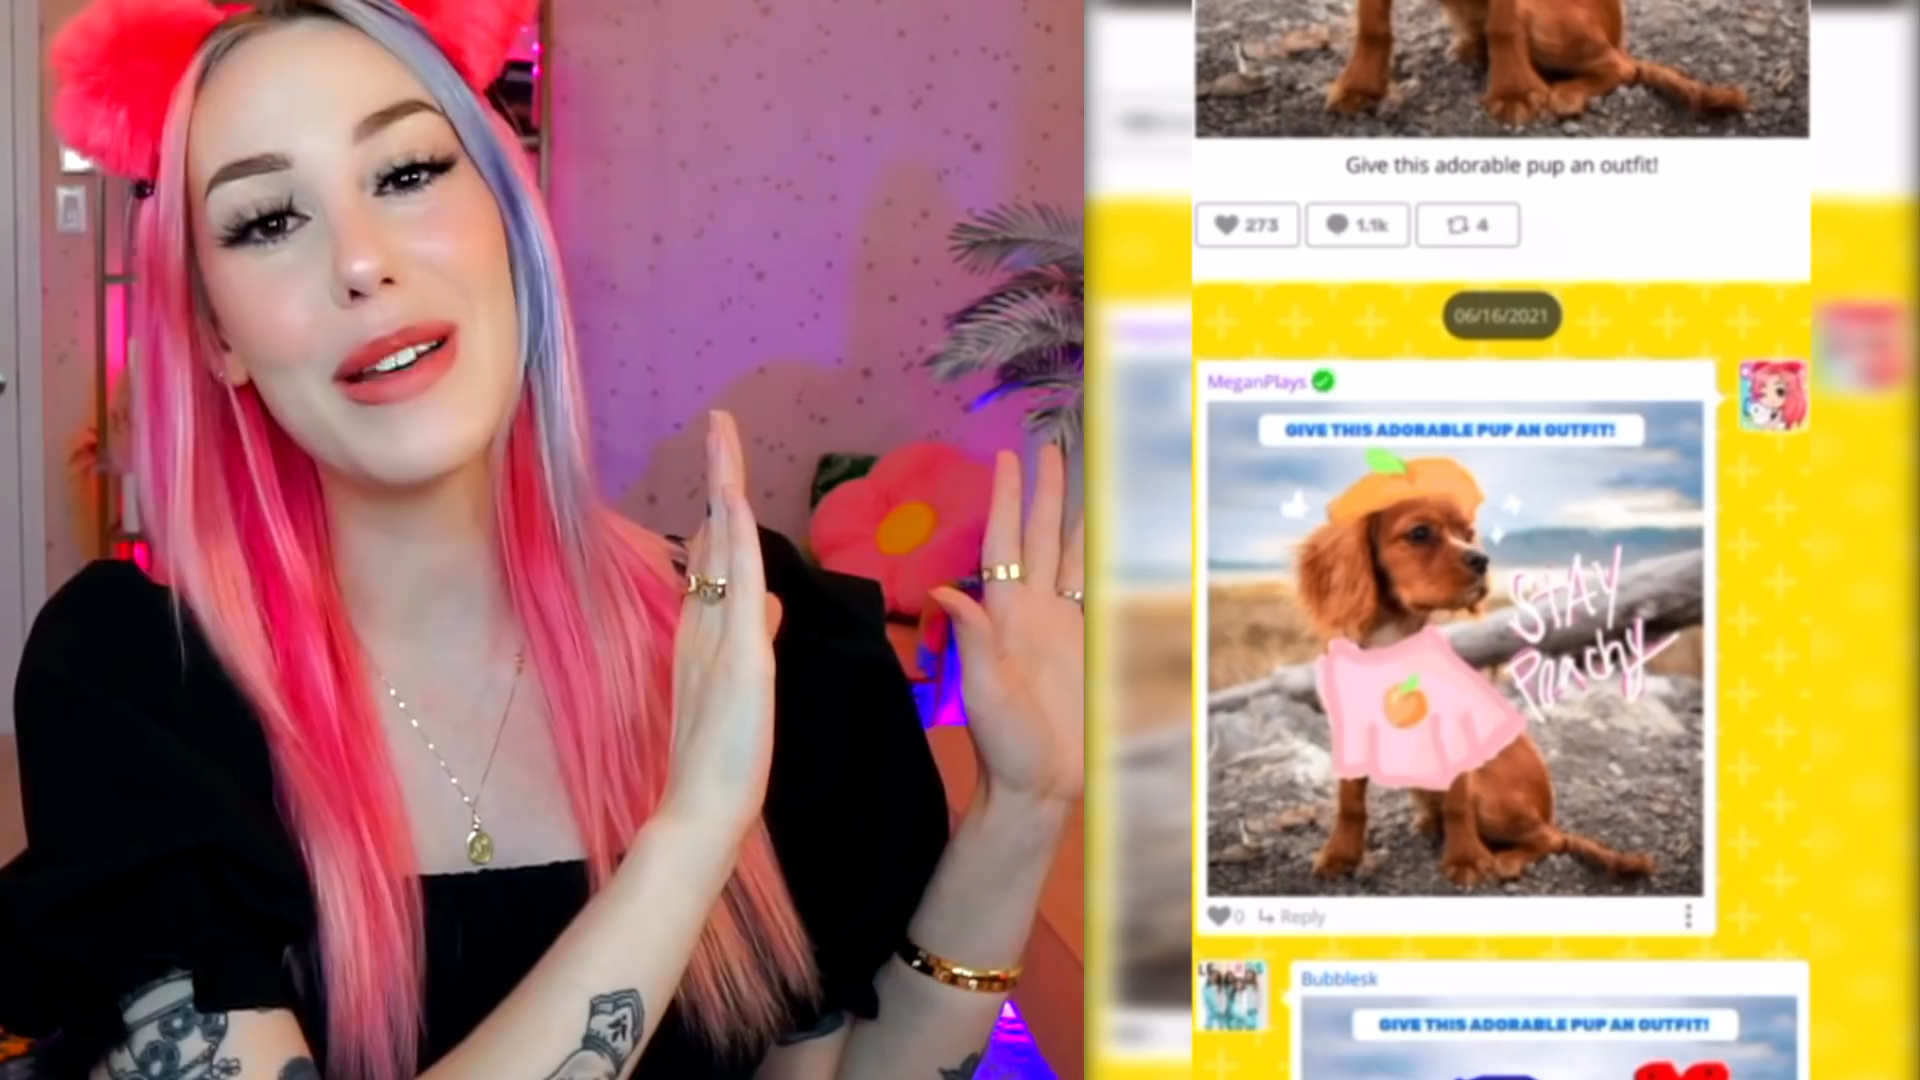 Give this adorable pup an outfit!
273
1.1k
4
06/16/2021
MeganPlays
GIVE THIS ADORABLE PUP AN OUTFIT!
STAY
Peachy
0 Reply
Bubblesk
GIVE THIS ADORABLE PUP AN OUTFIT!